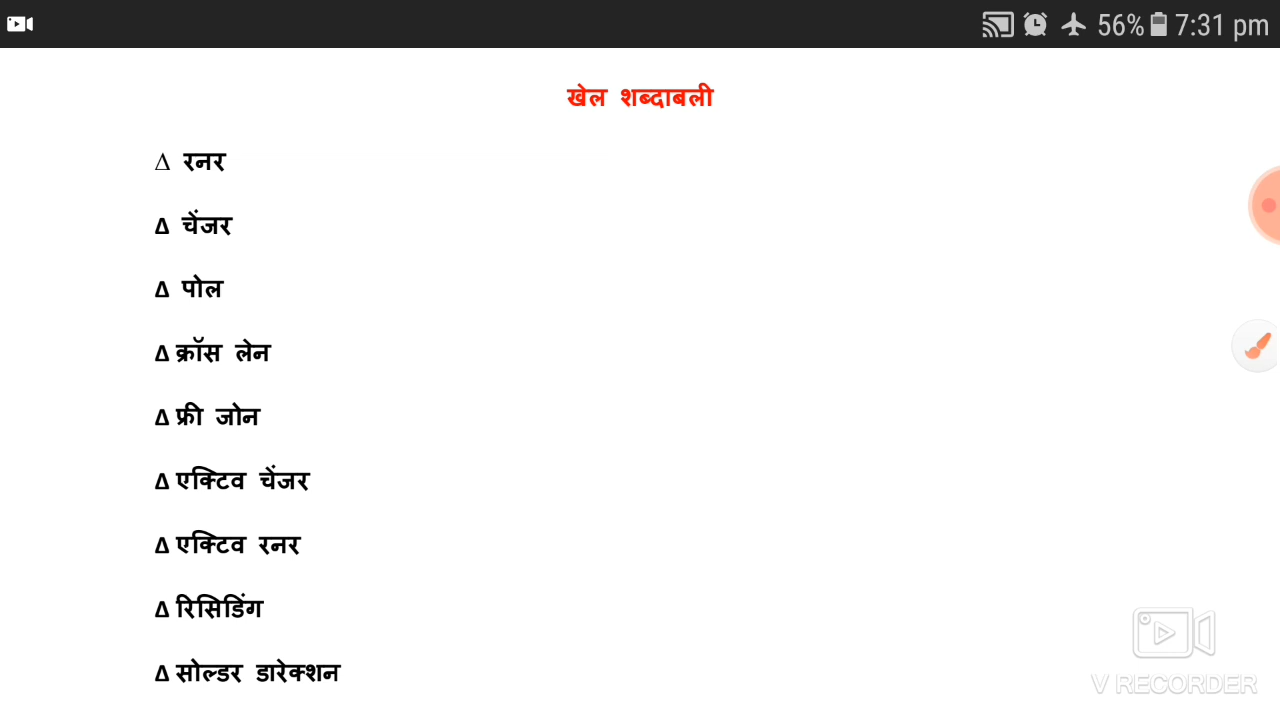 56% 7:31 pm
खेल शब्दाबली
Δ रनर
Δ चेंजर
Δ पोल
Δ क्रॉस लेन
Δ फ्री जोन
Δ एक्टिव चेंजर
Δ एक्टिव रनर
Δ रिसिडिंग
Δ सोल्डर डारेक्शन
V RECORDER